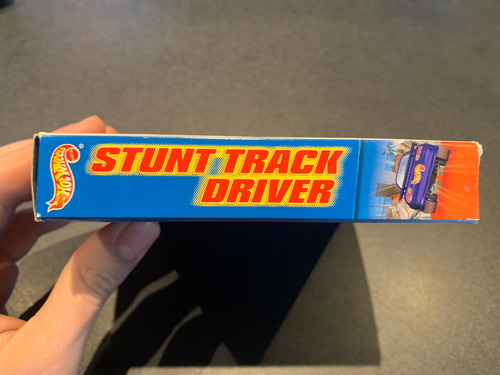 HOT WHEELS
®
STUNT TRACK
DRIVER